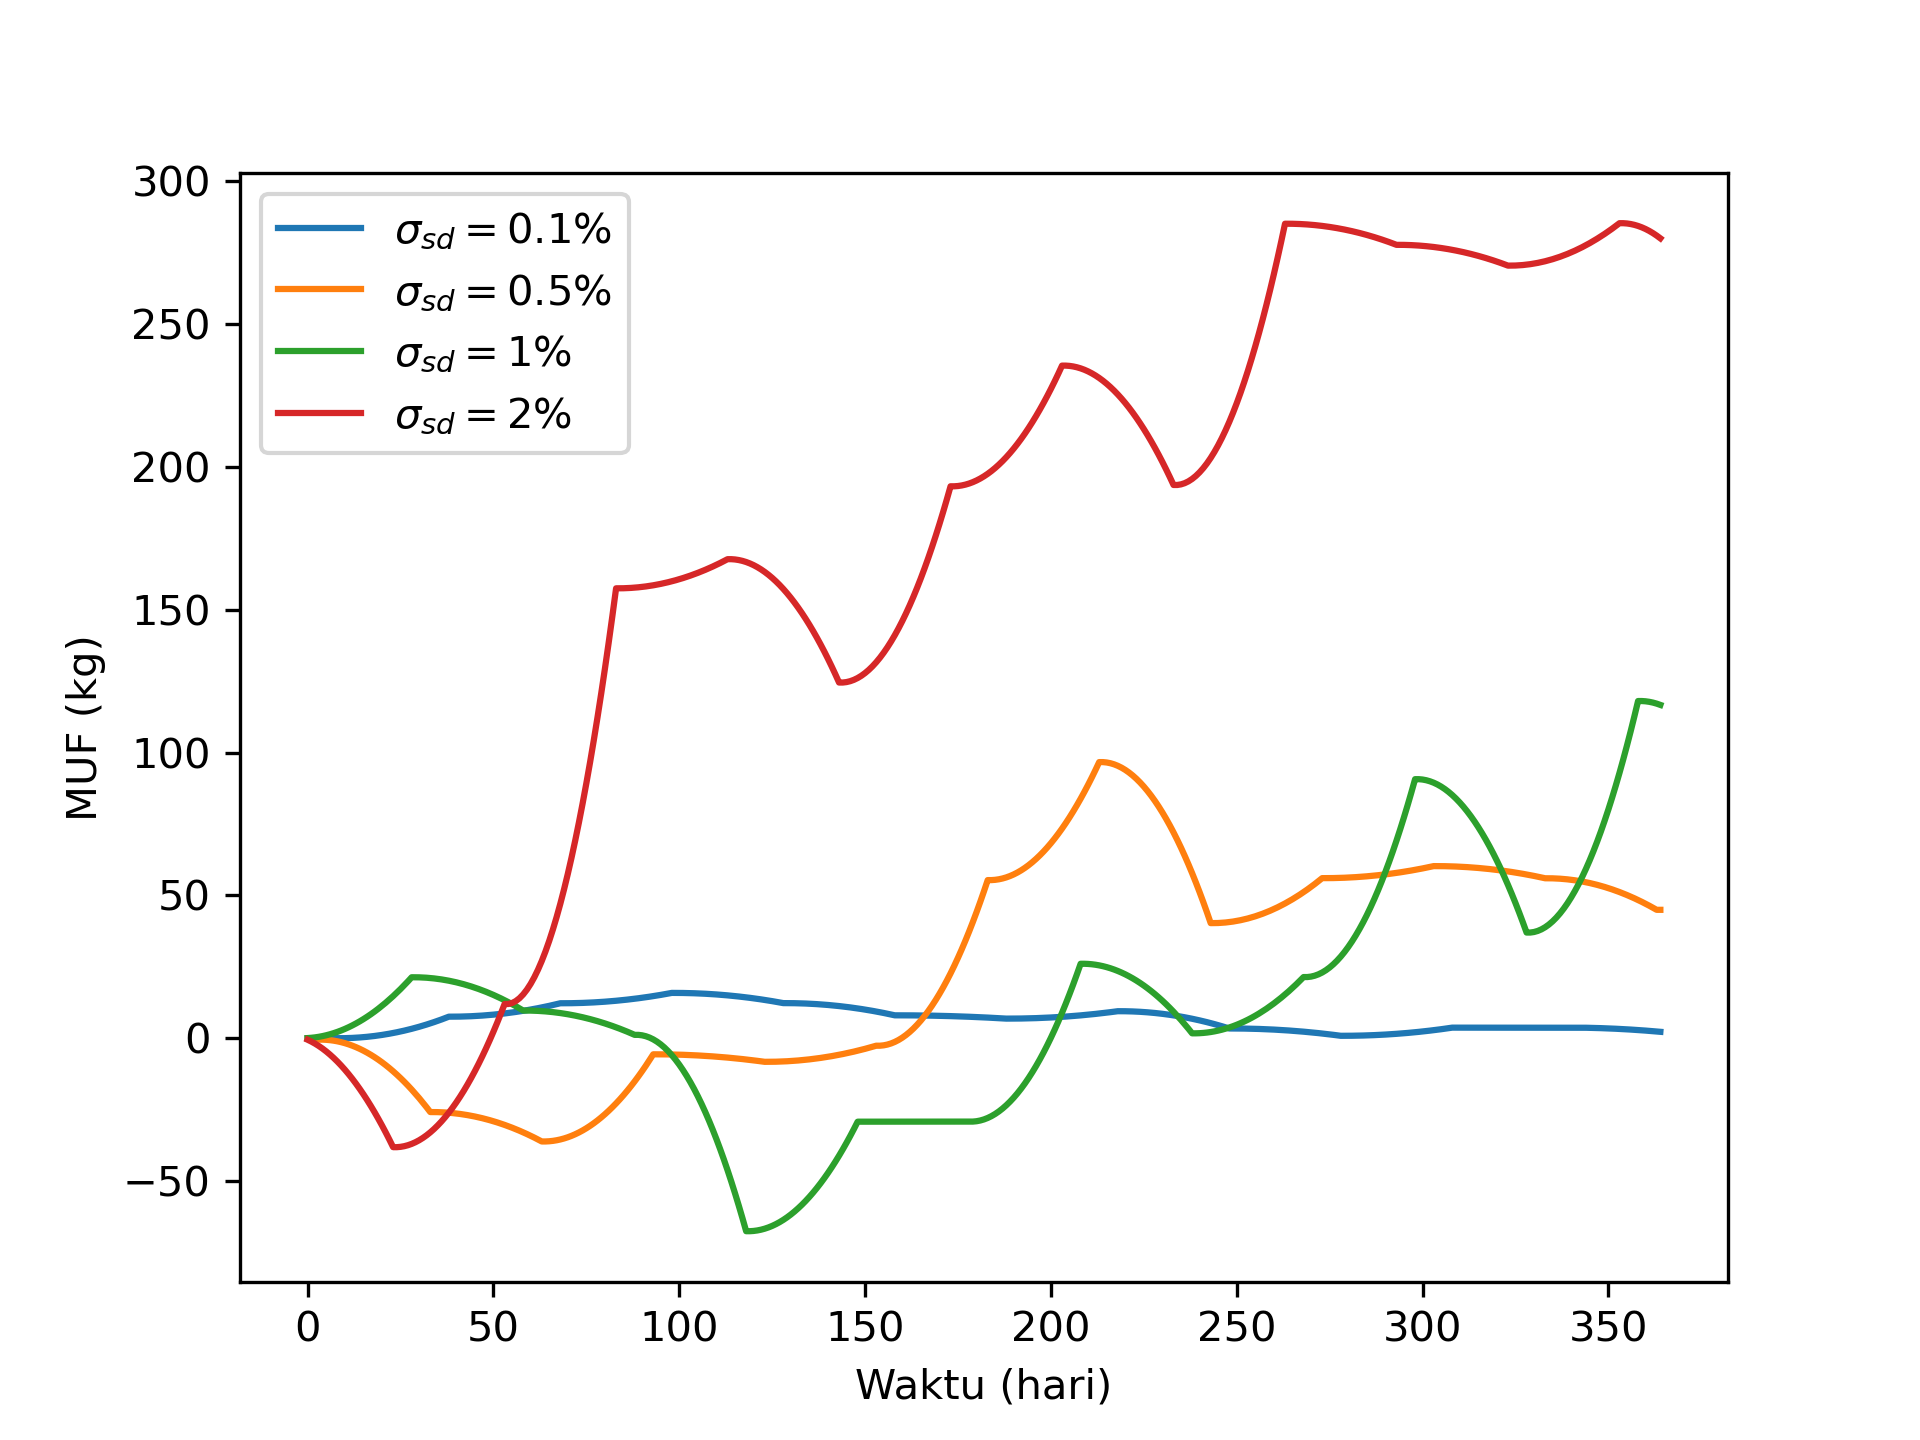 300
250
200
150
100
50
0
−50
MUF (kg)
σsd = 0.1%
σsd = 0.5%
σsd = 1%
σsd = 2%
0 50 100 150 200 250 300 350
Waktu (hari)